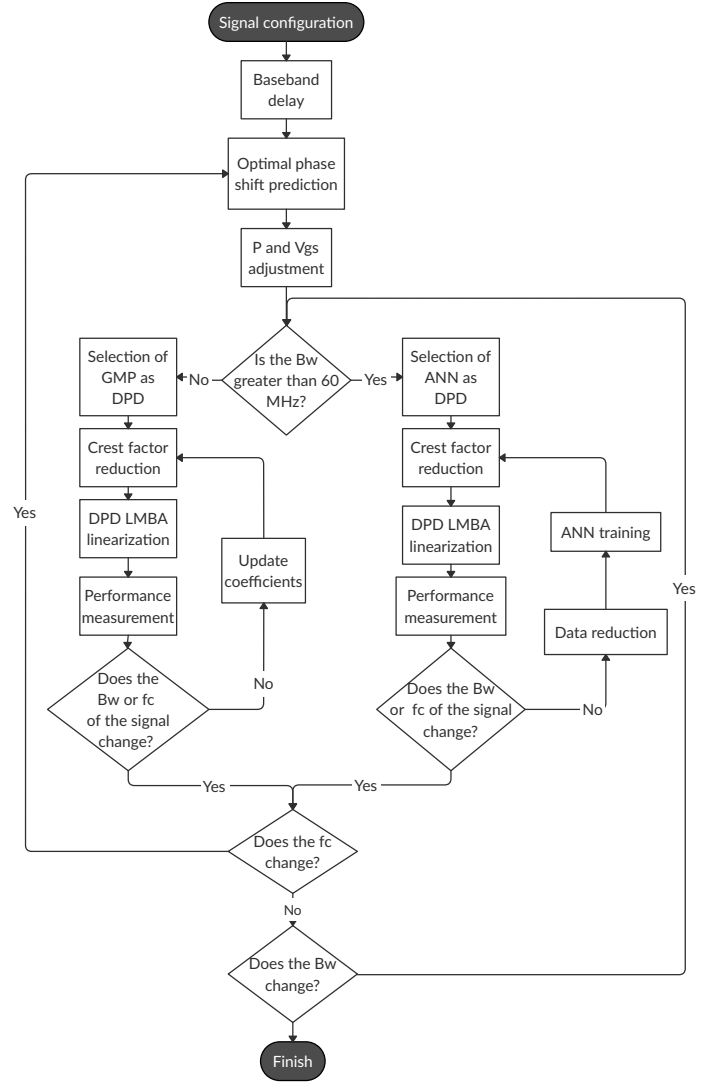 Signal configuration
Baseband
delay
Optimal phase
shift prediction
P and Vgs
adjustment
Is the Bw
greater than 60
MHz?
No
Yes
Selection of
GMP as
DPD
Crest factor
reduction
DPD LMBA
linearization
Performance
measurement
Update
coefficients
Does the
Bw or fc
of the signal
change?
No
Yes
Selection of
ANN as
DPD
Crest factor
reduction
DPD LMBA
linearization
Performance
measurement
ANN training
Data reduction
Does the Bw
or fc of the signal
change?
No
Yes
Does the fc
change?
Yes
No
Does the Bw
change?
Yes
Finish